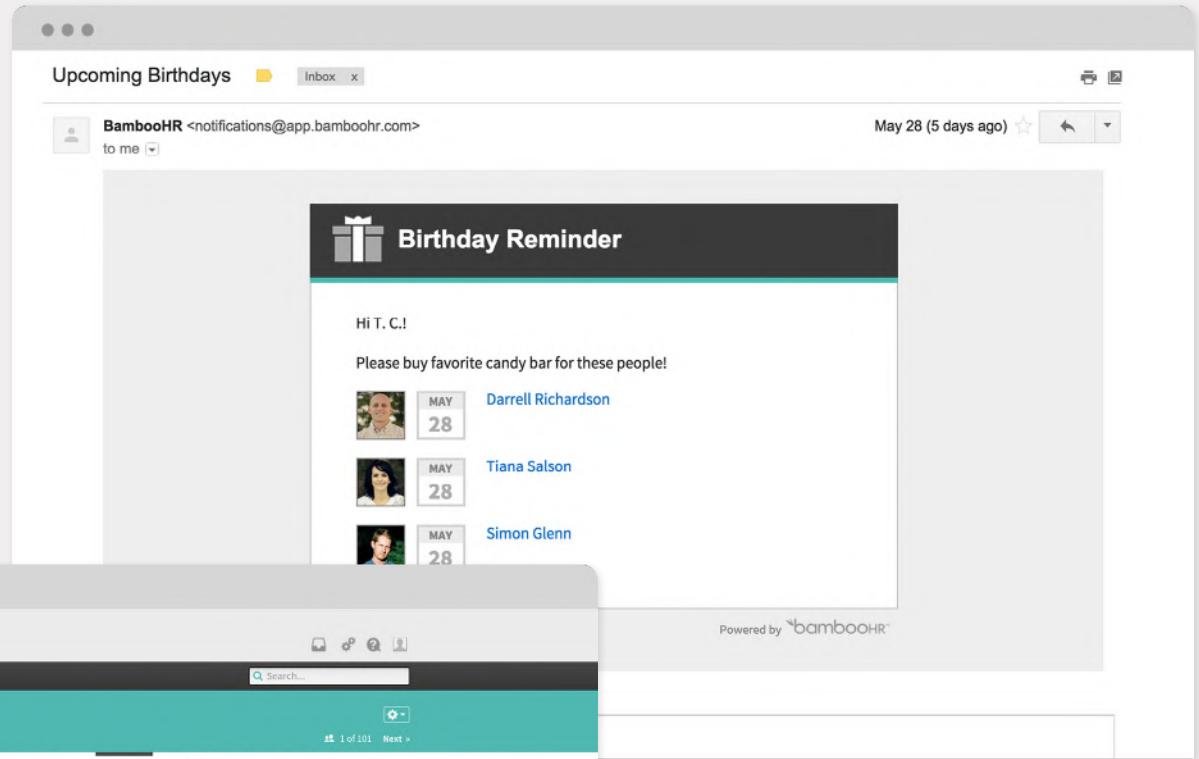 Upcoming Birthdays
Inbox x
BambooHR <notifications@app.bamboohr.com>
May 28 (5 days ago)
to me
Birthday Reminder
Hi T. C.!
Please buy favorite candy bar for these people!
MAY
28
Darrell Richardson
MAY
28
Tiana Salson
MAY
28
Simon Glenn
Powered by bambooHR
Search...
1 of 101 Next »